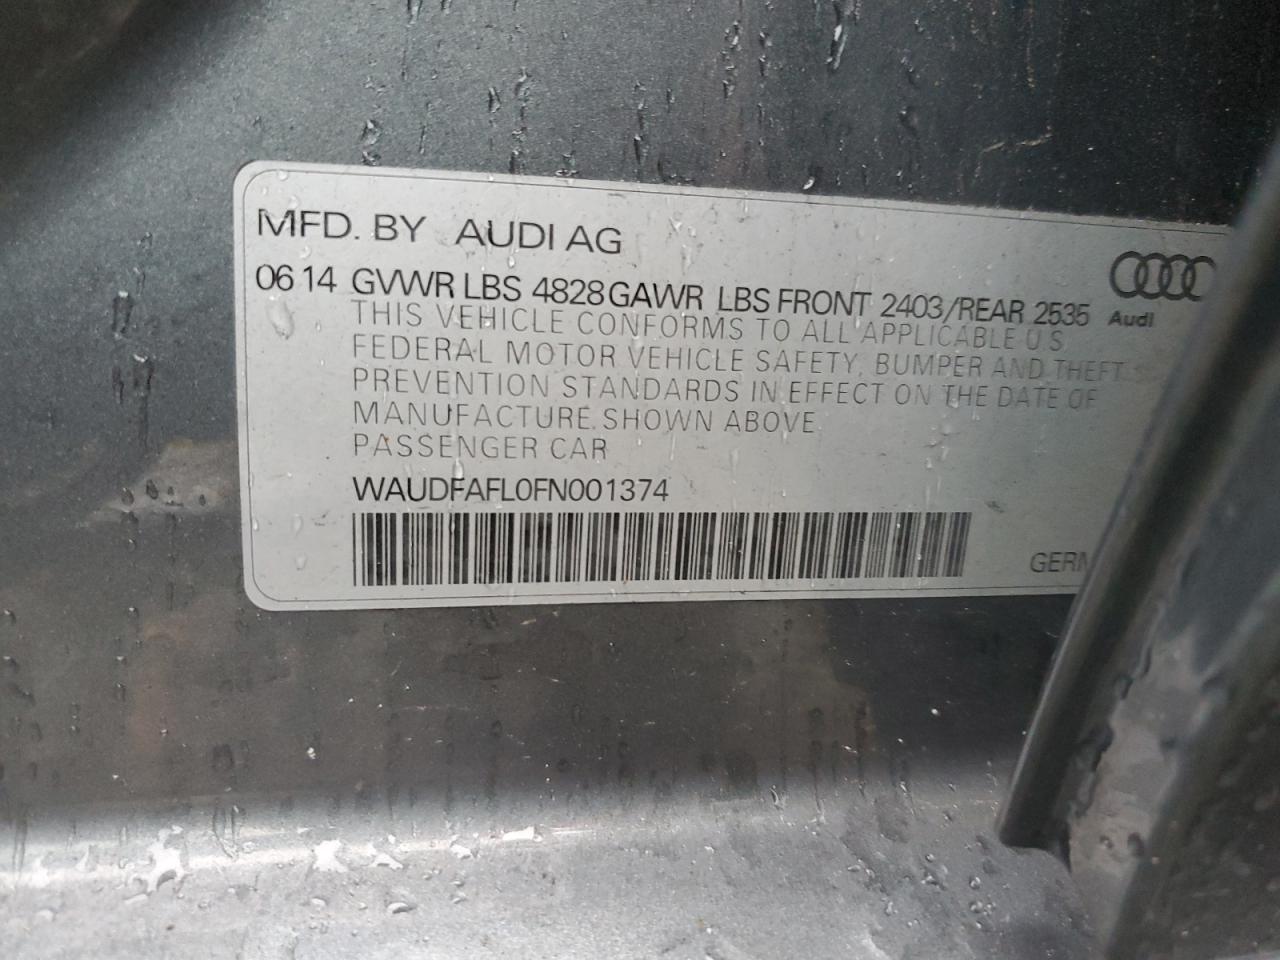 MFD. BY AUDI AG
06 14 GVWR LBS 4828 GAWR LBS FRONT 2403/REAR 2535
Audi
THIS VEHICLE CONFORMS TO ALL APPLICABLE U S
FEDERAL MOTOR VEHICLE SAFETY, BUMPER AND THEFT
PREVENTION STANDARDS IN EFFECT ON THE DATE OF
MANUFACTURE SHOWN ABOVE
PASSENGER CAR
WAUDFAFL0FN001374
GERM